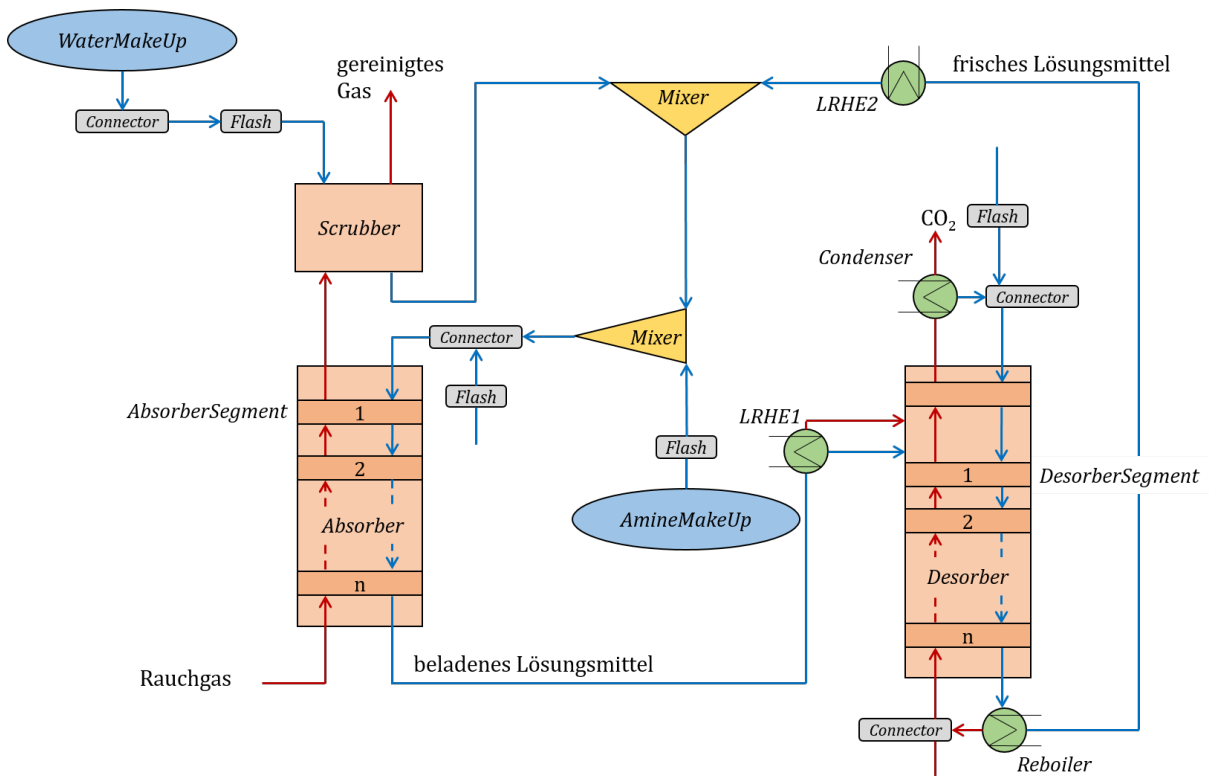 WaterMakeUp
gereinigtes
Gas
Mixer
LRHE2
frisches Lösungsmittel
Connector
Flash
Scrubber
CO₂
Flash
Condenser
Connector
Connector
Mixer
Flash
AbsorberSegment
1
2
Absorber
n
LRHE1
Flash
AmineMakeUp
1
DesorberSegment
2
Desorber
n
beladenes Lösungsmittel
Rauchgas
Connector
Reboiler